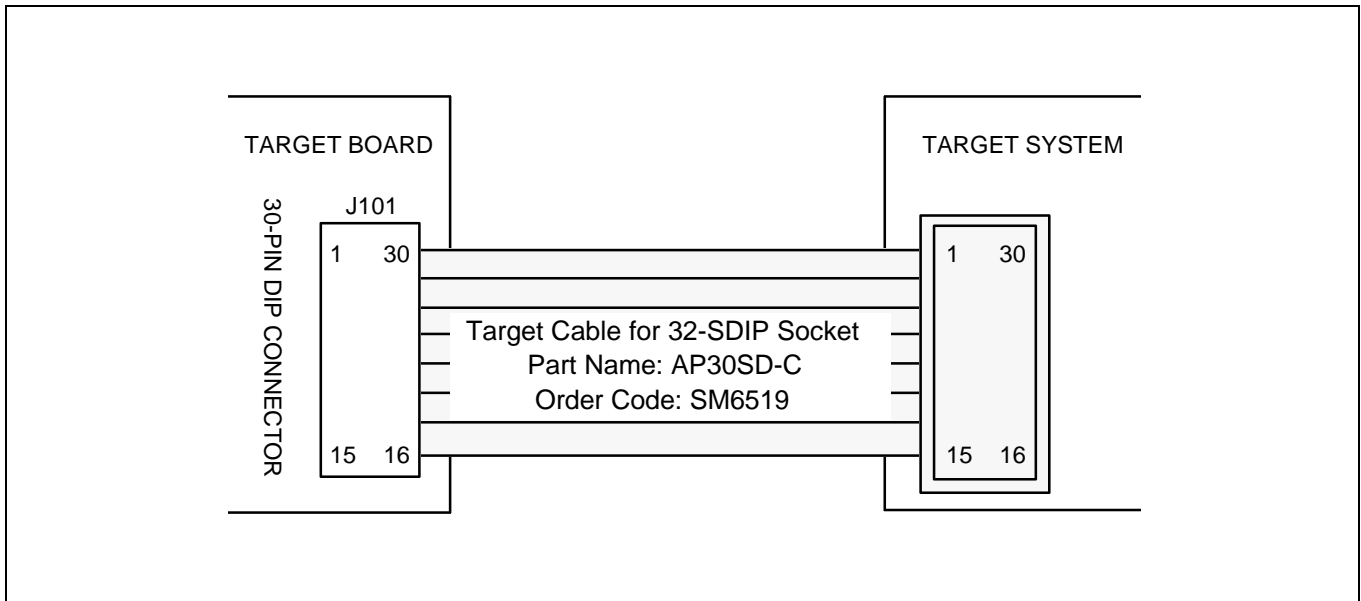 TARGET BOARD
30-PIN DIP CONNECTOR
J101
1 30
15 16
Target Cable for 32-SDIP Socket
Part Name: AP30SD-C
Order Code: SM6519
TARGET SYSTEM
1 30
15 16